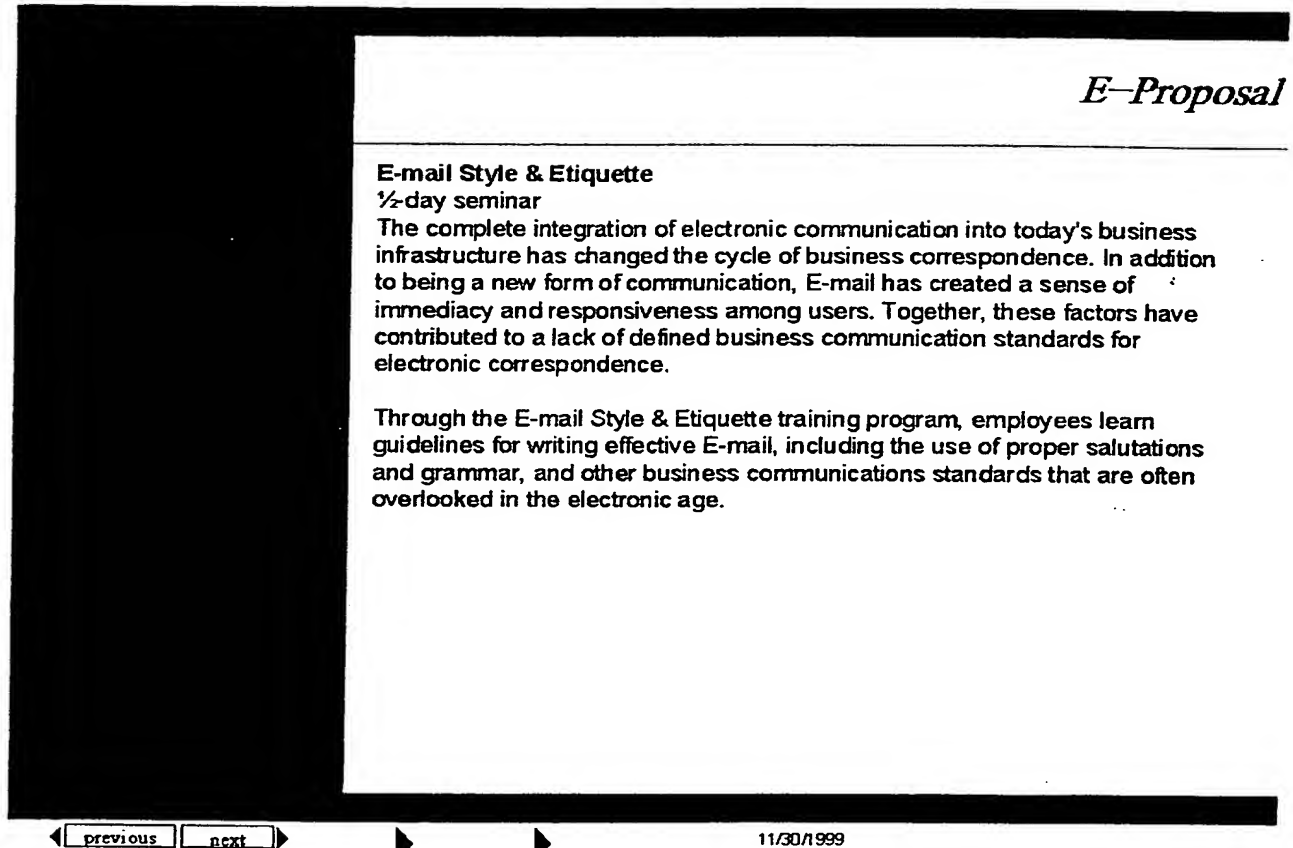 E-Proposal
E-mail Style & Etiquette
½-day seminar
The complete integration of electronic communication into today's business
infrastructure has changed the cycle of business correspondence. In addition
to being a new form of communication, E-mail has created a sense of
immediacy and responsiveness among users. Together, these factors have
contributed to a lack of defined business communication standards for
electronic correspondence.
Through the E-mail Style & Etiquette training program, employees learn
guidelines for writing effective E-mail, including the use of proper salutations
and grammar, and other business communications standards that are often
overlooked in the electronic age.
previous next 11/30/1999